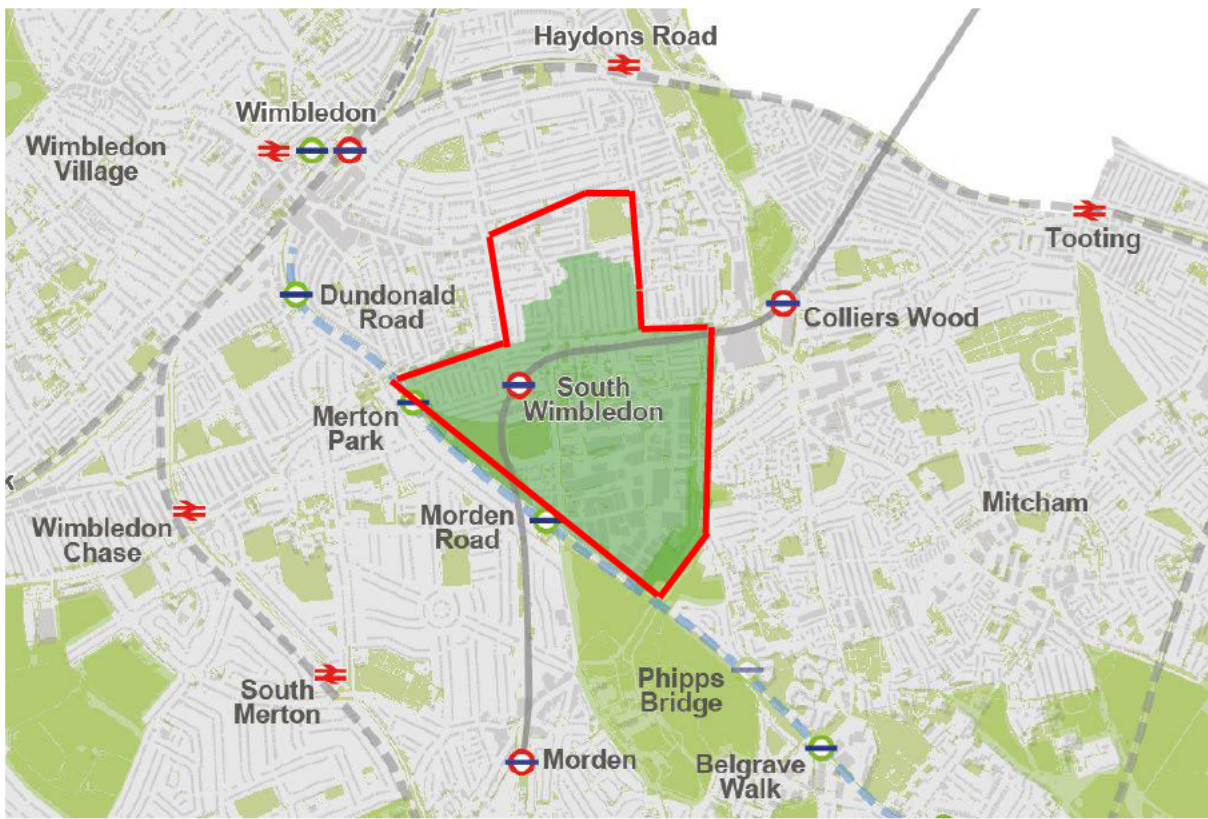 Haydons Road
Wimbledon
Wimbledon
Village
Tooting
Dundonald
Road
Colliers Wood
South
Wimbledon
Merton
Park
Mitcham
Morden
Road
Wimbledon
Chase
Phipps
Bridge
South
Merton
Morden
Belgrave
Walk